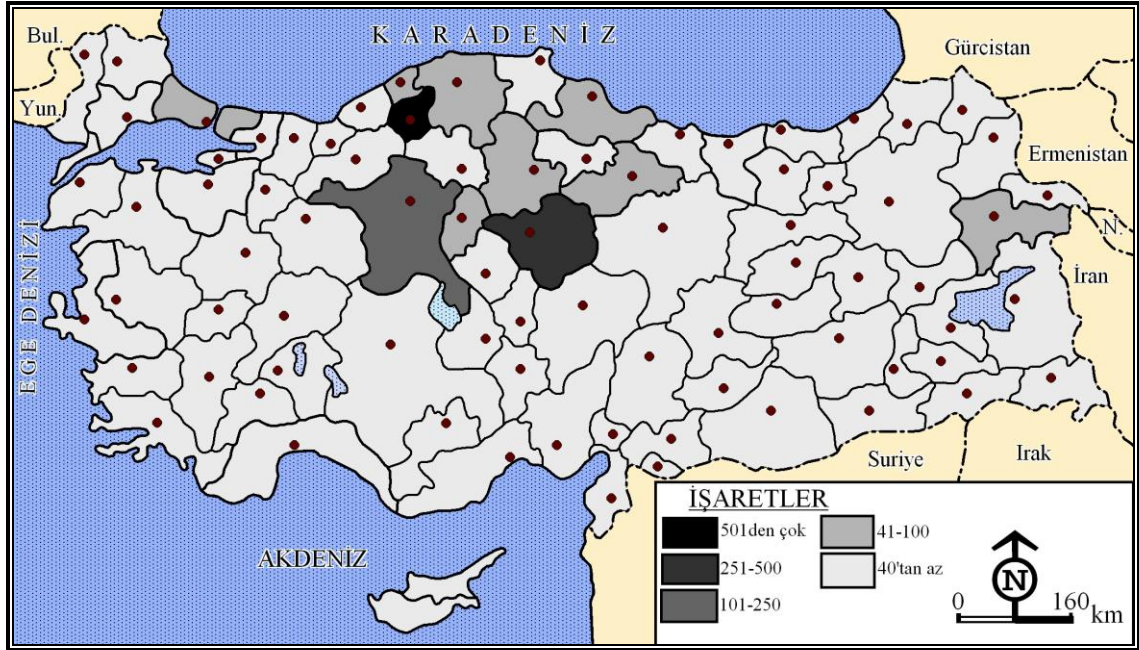 KARADENİZ
Bul.
Gürcistan
Yun.
Ermenistan
N.
EGE DENİZİ
İran
Suriye
Irak
AKDENİZ
İŞARETLER
501den çok
41-100
251-500
40'tan az
101-250
N
0 160
km